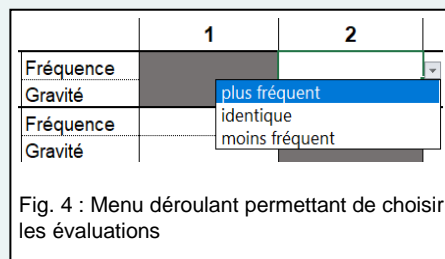 1 2
Fréquence
Gravité
plus fréquent
identique
Fréquence
moins fréquent
Gravité
Fig. 4 : Menu déroulant permettant de choisir
les évaluations